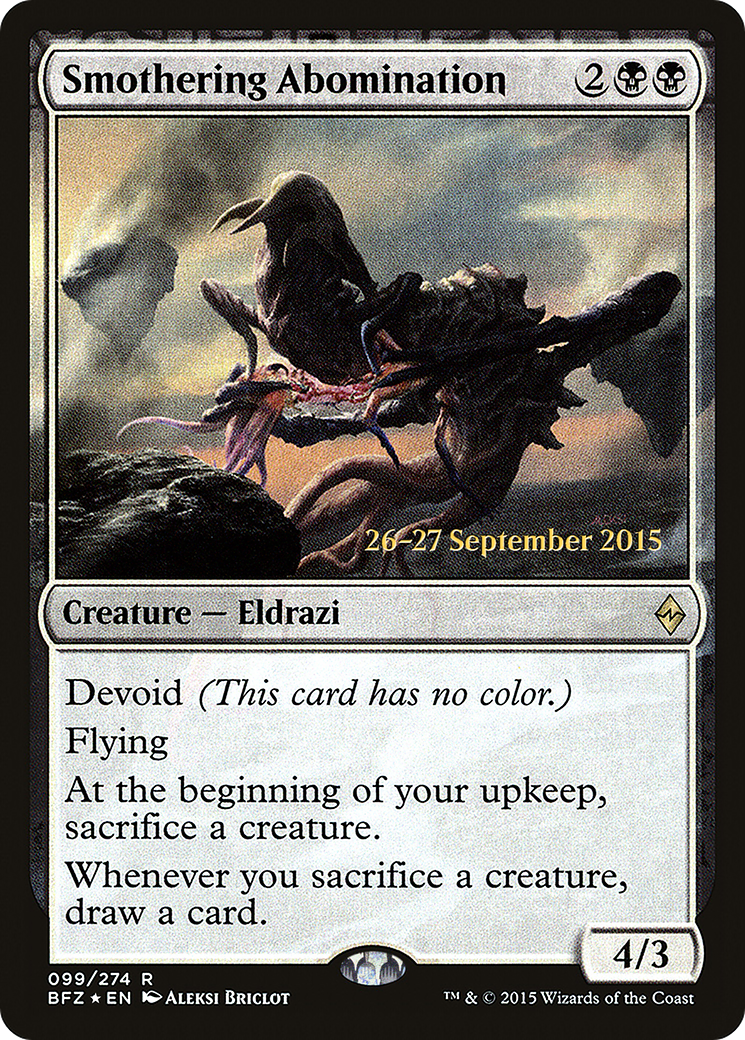 Smothering Abomination 2
26–27 September 2015
Creature — Eldrazi
Devoid (This card has no color.)
Flying
At the beginning of your upkeep,
sacrifice a creature.
Whenever you sacrifice a creature,
draw a card.
4/3
099/274 R
BFZ ★ EN Aleksi Briclot
™ & © 2015 Wizards of the Coast